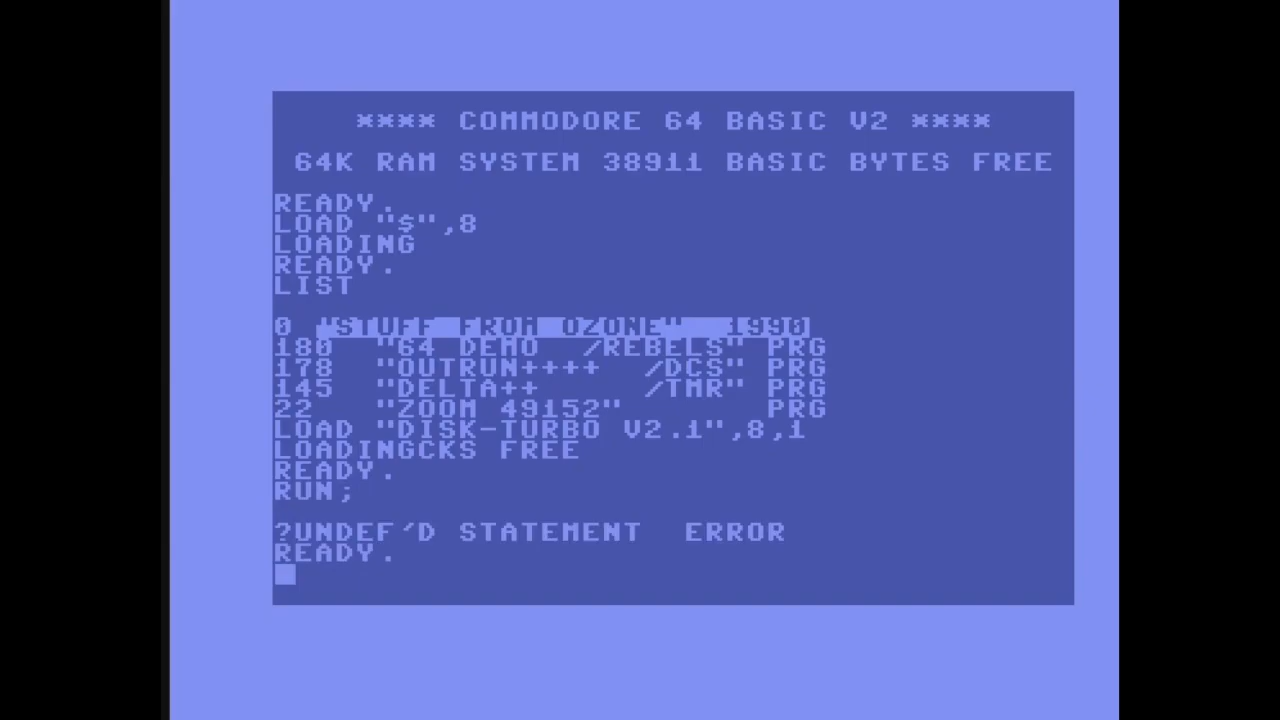 **** COMMODORE 64 BASIC V2 ****
64K RAM SYSTEM 38911 BASIC BYTES FREE
READY.
LOAD "$",8
LOADING
READY.
LIST
0 "STUFF FROM OZONE" 1990
180 "64 DEMO /REBELS" PRG
178 "OUTRUN++++ /DCS" PRG
145 "DELTA++ /TMR" PRG
22 "ZOOM 49152" PRG
LOAD "DISK-TURBO V2.1",8,1
LOADINGCKS FREE
READY.
RUN;
?UNDEF'D STATEMENT ERROR
READY.